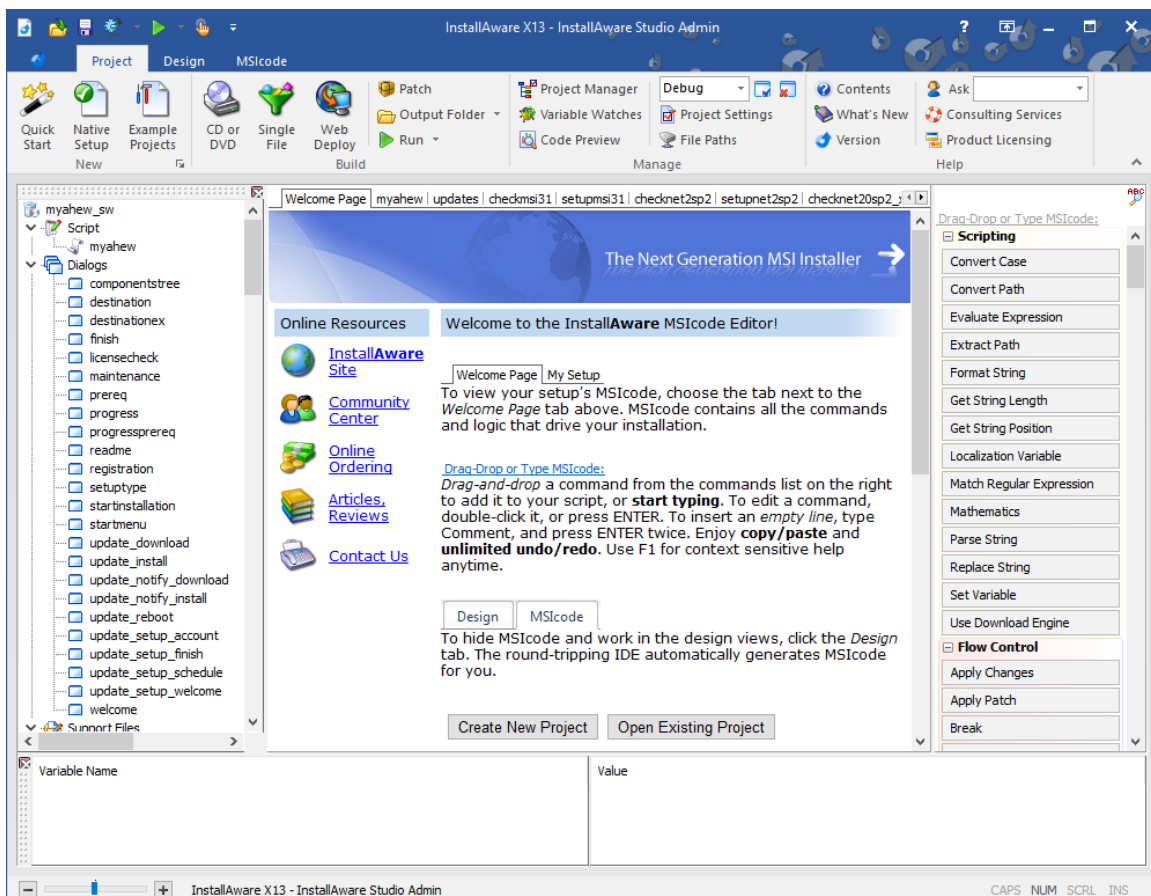 InstallAware X13 - InstallAware Studio Admin
Project Design MSIcode
Quick Start
Native Setup
Example Projects
New
CD or DVD
Single File
Web Deploy
Patch
Output Folder
Run
Build
Project Manager
Variable Watches
Code Preview
Debug
Project Settings
File Paths
Manage
Contents
What's New
Version
Ask
Consulting Services
Product Licensing
Help
myahew_sw
Script
myahew
Dialogs
componentstree
destination
destinationex
finish
licensecheck
maintenance
prereq
progress
progressprereq
readme
registration
setuptype
startinstallation
startmenu
update_download
update_install
update_notify_download
update_notify_install
update_reboot
update_setup_account
update_setup_finish
update_setup_schedule
update_setup_welcome
welcome
Support Files
Welcome Page myahew updates checkmsi31 setupmsi31 checknet2sp2 setupnet2sp2 checknet20sp2_
The Next Generation MSI Installer
Online Resources
InstallAware
Site
Community
Center
Online
Ordering
Articles,
Reviews
Contact Us
Welcome to the InstallAware MSIcode Editor!
Welcome Page My Setup
To view your setup's MSIcode, choose the tab next to the
Welcome Page tab above. MSIcode contains all the commands
and logic that drive your installation.
Drag-Drop or Type MSIcode:
Drag-and-drop a command from the commands list on the right
to add it to your script, or start typing. To edit a command,
double-click it, or press ENTER. To insert an empty line, type
Comment, and press ENTER twice. Enjoy copy/paste and
unlimited undo/redo. Use F1 for context sensitive help
anytime.
Design MSIcode
To hide MSIcode and work in the design views, click the Design
tab. The round-tripping IDE automatically generates MSIcode
for you.
Create New Project Open Existing Project
ABC
Drag-Drop or Type MSIcode:
Scripting
Convert Case
Convert Path
Evaluate Expression
Extract Path
Format String
Get String Length
Get String Position
Localization Variable
Match Regular Expression
Mathematics
Parse String
Replace String
Set Variable
Use Download Engine
Flow Control
Apply Changes
Apply Patch
Break
Variable Name Value
InstallAware X13 - InstallAware Studio Admin CAPS NUM SCRL INS